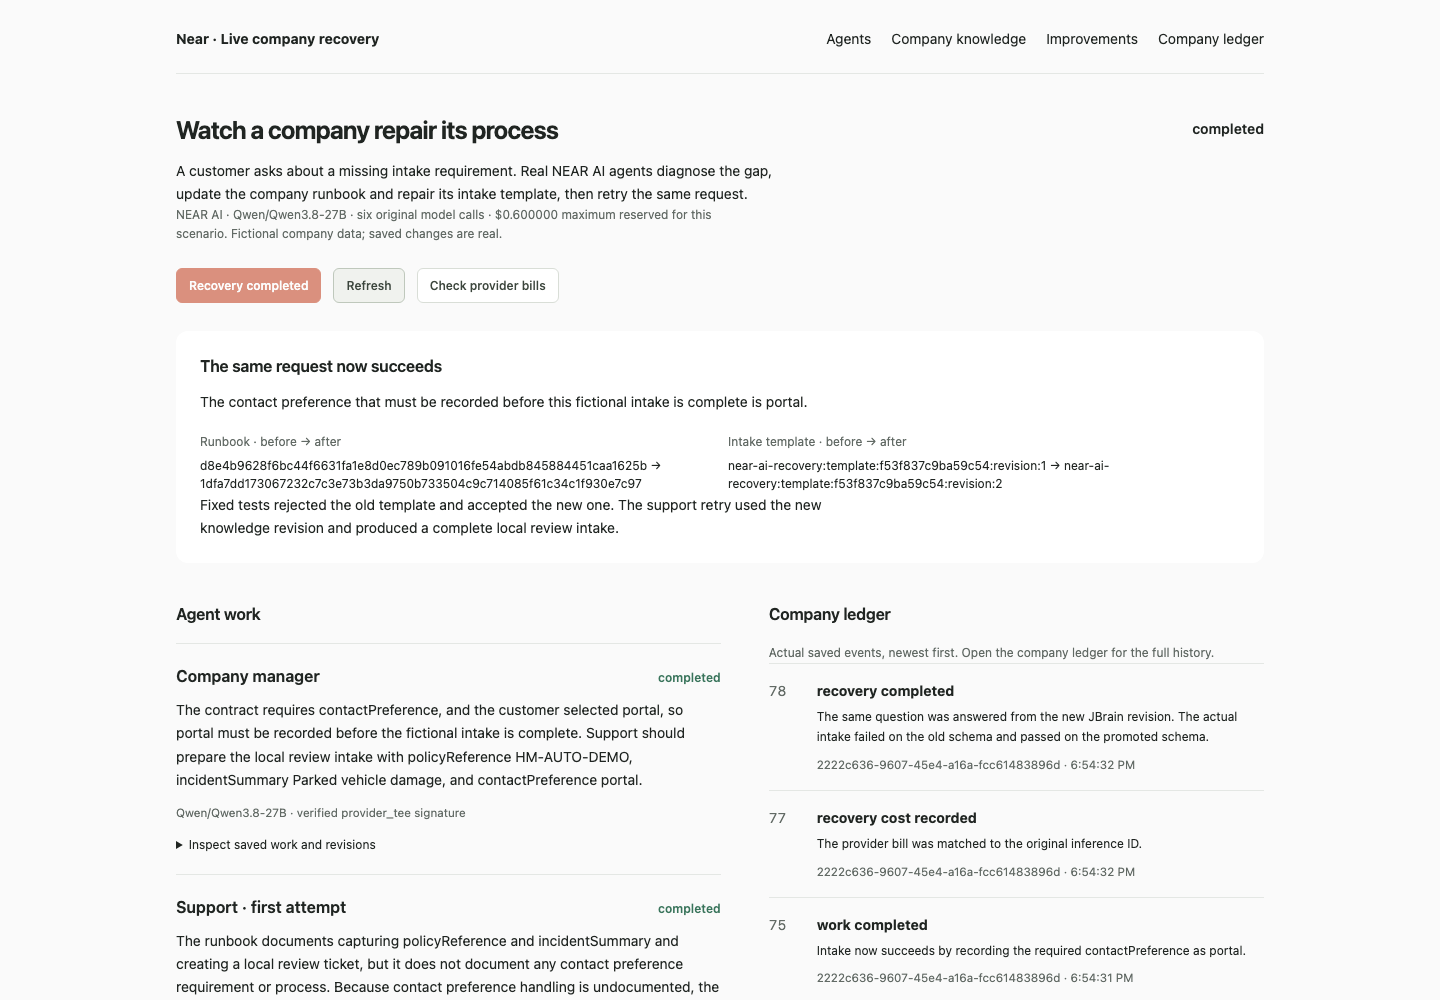 Near · Live company recovery
Agents Company knowledge Improvements Company ledger
Watch a company repair its process
completed
A customer asks about a missing intake requirement. Real NEAR AI agents diagnose the gap,
update the company runbook and repair its intake template, then retry the same request.
NEAR AI · Qwen/Qwen3.8-27B · six original model calls · $0.600000 maximum reserved for this
scenario. Fictional company data; saved changes are real.
Recovery completed Refresh Check provider bills
The same request now succeeds
The contact preference that must be recorded before this fictional intake is complete is portal.
Runbook · before → after
d8e4b9628f6bc44f6631fa1e8d0ec789b091016fe54abdb845884451caa1625b →
1dfa7dd173067232c7c3e73b3da9750b733504c9c714085f61c34c1f930e7c97
Intake template · before → after
near-ai-recovery:template:f53f837c9ba59c54:revision:1 → near-ai-
recovery:template:f53f837c9ba59c54:revision:2
Fixed tests rejected the old template and accepted the new one. The support retry used the new
knowledge revision and produced a complete local review intake.
Agent work
Company manager
completed
The contract requires contactPreference, and the customer selected portal, so
portal must be recorded before the fictional intake is complete. Support should
prepare the local review intake with policyReference HM-AUTO-DEMO,
incidentSummary Parked vehicle damage, and contactPreference portal.
Qwen/Qwen3.8-27B · verified provider_tee signature
▶ Inspect saved work and revisions
Support · first attempt
completed
The runbook documents capturing policyReference and incidentSummary and
creating a local review ticket, but it does not document any contact preference
requirement or process. Because contact preference handling is undocumented, the
Company ledger
Actual saved events, newest first. Open the company ledger for the full history.
78 recovery completed
The same question was answered from the new JBrain revision. The actual
intake failed on the old schema and passed on the promoted schema.
2222c636-9607-45e4-a16a-fcc61483896d · 6:54:32 PM
77 recovery cost recorded
The provider bill was matched to the original inference ID.
2222c636-9607-45e4-a16a-fcc61483896d · 6:54:32 PM
75 work completed
Intake now succeeds by recording the required contactPreference as portal.
2222c636-9607-45e4-a16a-fcc61483896d · 6:54:31 PM